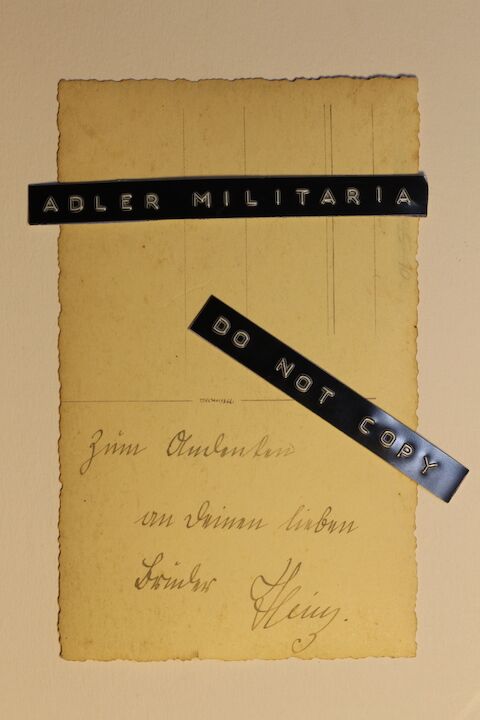 ADLER MILITARIA
DO NOT COPY
Zum Andenken
an Deinen lieben
Bruder Heinz.